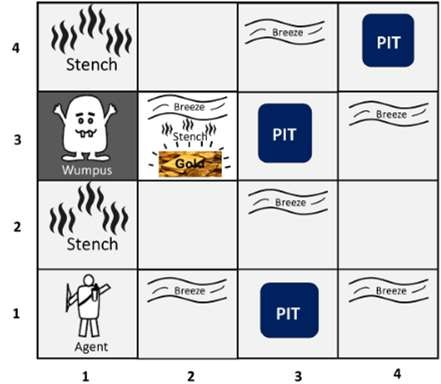 4
Stench
Breeze
PIT
3
Wumpus
Breeze
Stench
Gold
PIT
Breeze
2
Stench
Breeze
1
Agent
Breeze
PIT
Breeze
1 2 3 4